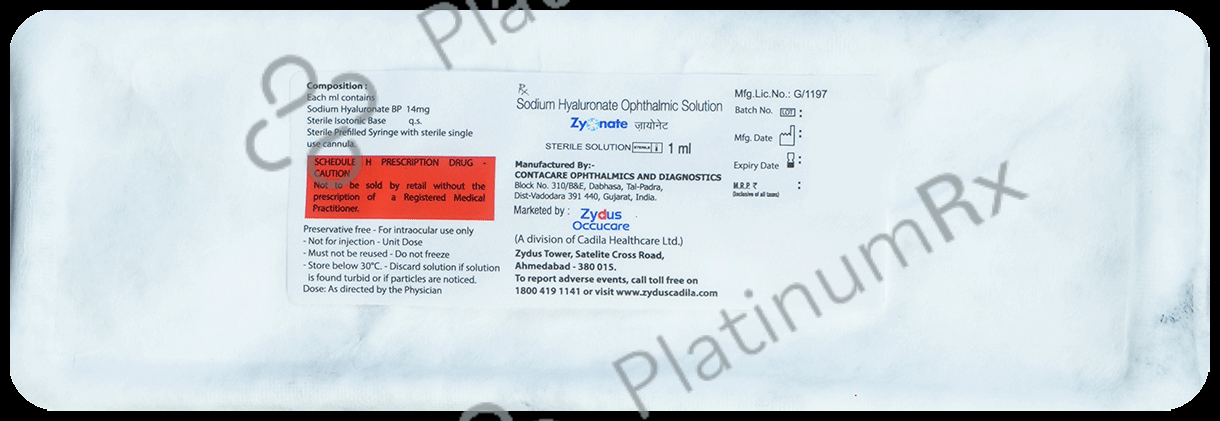 Composition :
Each ml contains
Sodium Hyaluronate BP 14mg
Sterile Isotonic Base q.s.
Sterile Prefilled Syringe with sterile single
use cannula.
SCHEDULE H PRESCRIPTION DRUG -
CAUTION
Not to be sold by retail without the
prescription of a Registered Medical
Practitioner.
Preservative free - For intraocular use only
- Not for injection - Unit Dose
- Must not be reused - Do not freeze
- Store below 30°C. - Discard solution if solution
is found turbid or if particles are noticed.
Dose: As directed by the Physician
Rx
Sodium Hyaluronate Ophthalmic Solution
Zyonate ज़ायोनेट
STERILE SOLUTION STERILE 1 ml
Manufactured By:-
CONTACARE OPHTHALMICS AND DIAGNOSTICS
Block No. 310/B&E, Dabhasa, Tal-Padra,
Dist-Vadodara 391 440, Gujarat, India.
Marketed by : Zydus
Occucare
(A division of Cadila Healthcare Ltd.)
Zydus Tower, Satelite Cross Road,
Ahmedabad - 380 015.
To report adverse events, call toll free on
1800 419 1141 or visit www.zyduscadila.com
Mfg.Lic.No.: G/1197
Batch No. LOT :
Mfg. Date :
Expiry Date :
M.R.P. ₹ :
(Inclusive of all taxes)
Plat
PlatinumRx